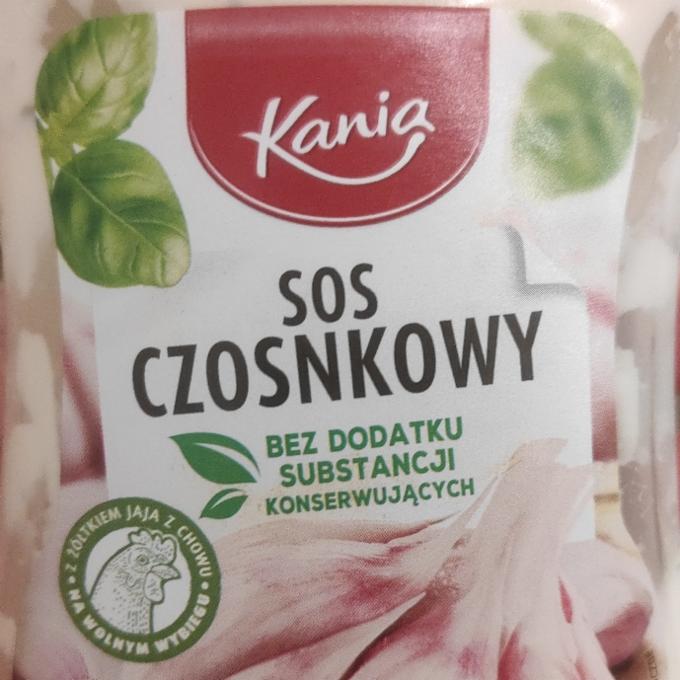 Kania
SOS
CZOSNKOWY
BEZ DODATKU
SUBSTANCJI
KONSERWUJĄCYCH
Z ŻÓŁTKIEM JAJA Z CHOWU
NA WOLNYM WYBIEGU